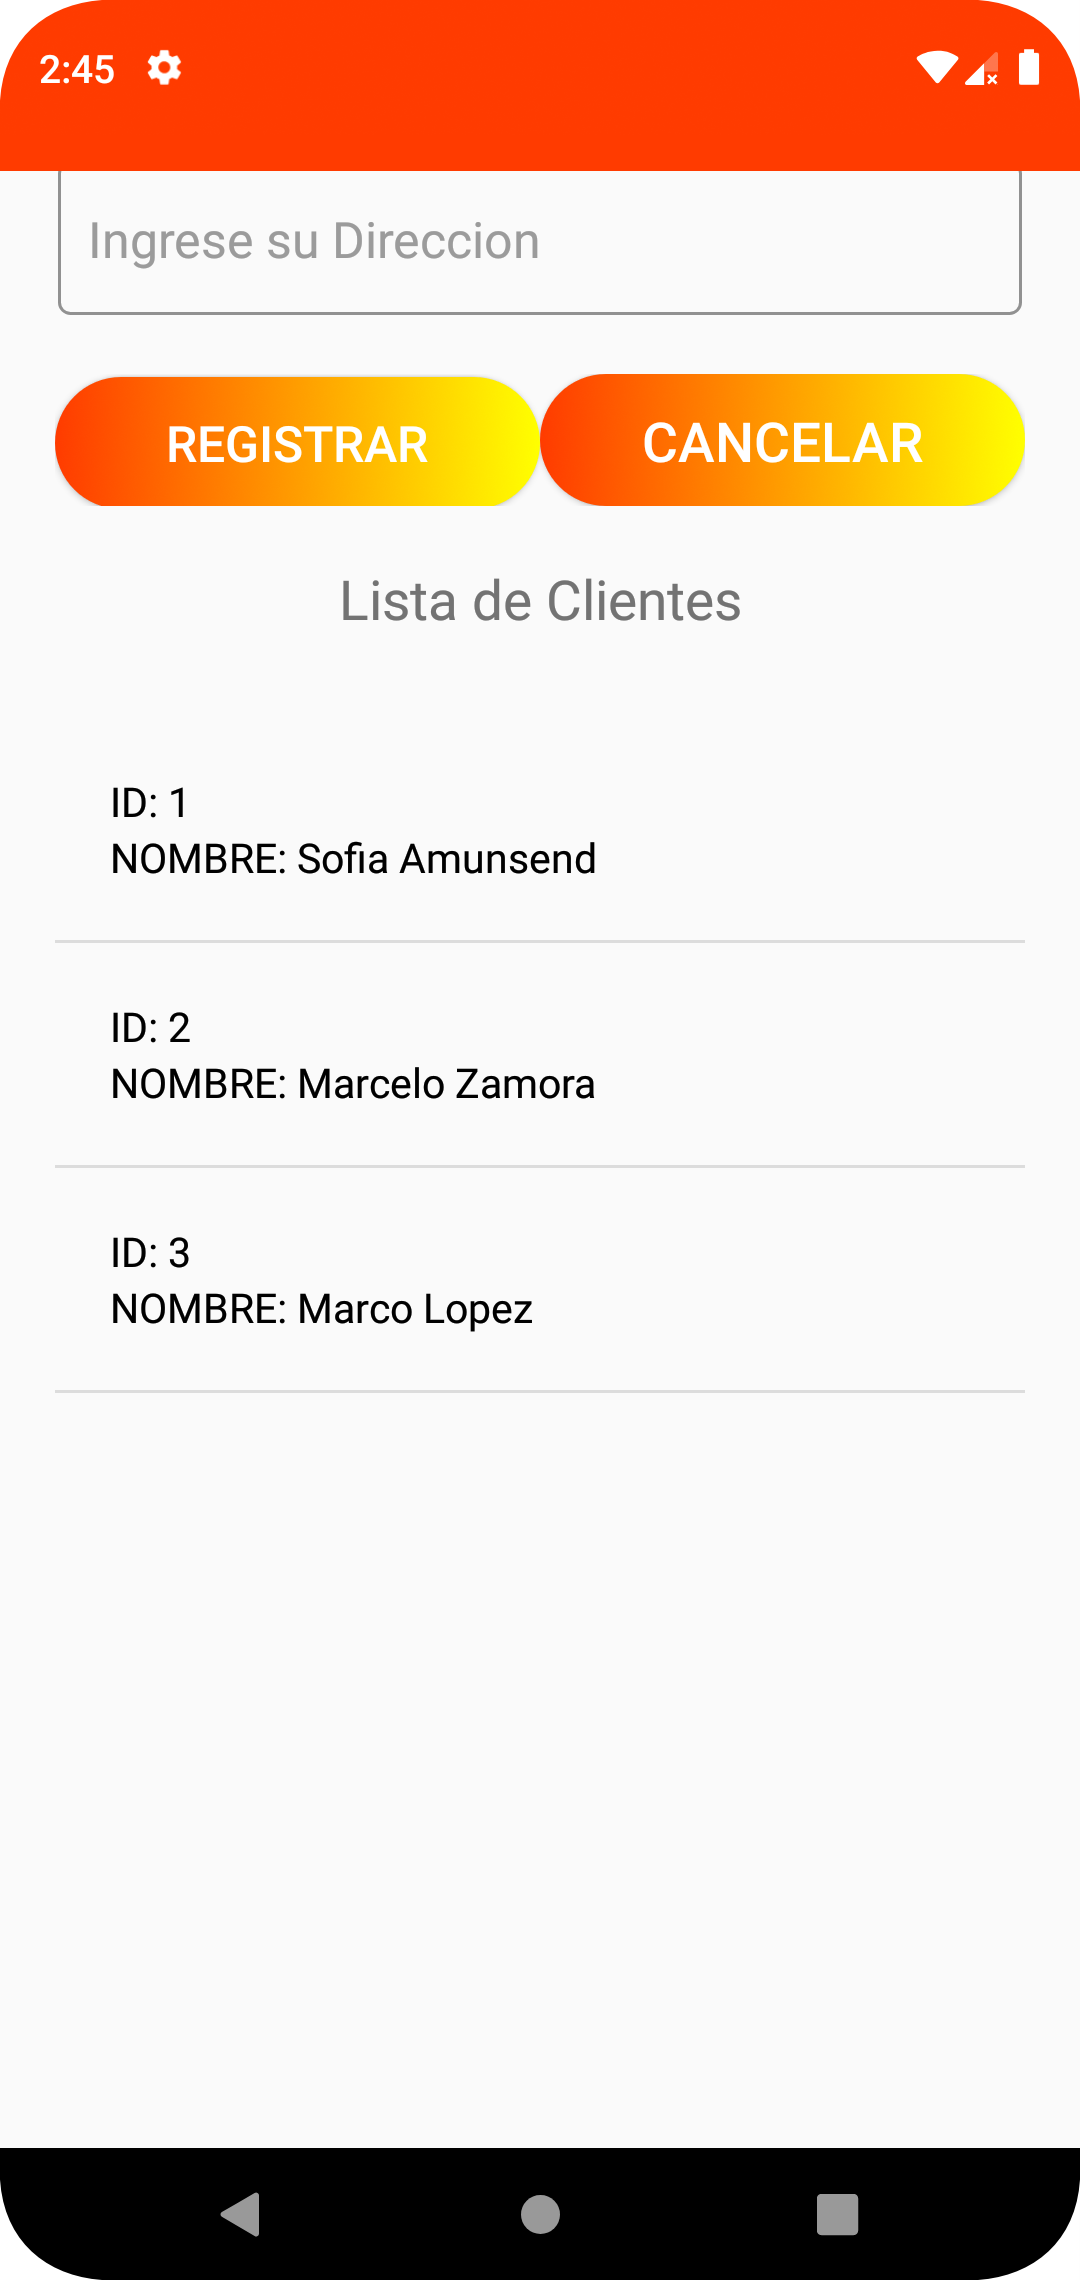 2:45
Ingrese su Direccion
REGISTRAR CANCELAR
Lista de Clientes
ID: 1
NOMBRE: Sofia Amunsend
ID: 2
NOMBRE: Marcelo Zamora
ID: 3
NOMBRE: Marco Lopez